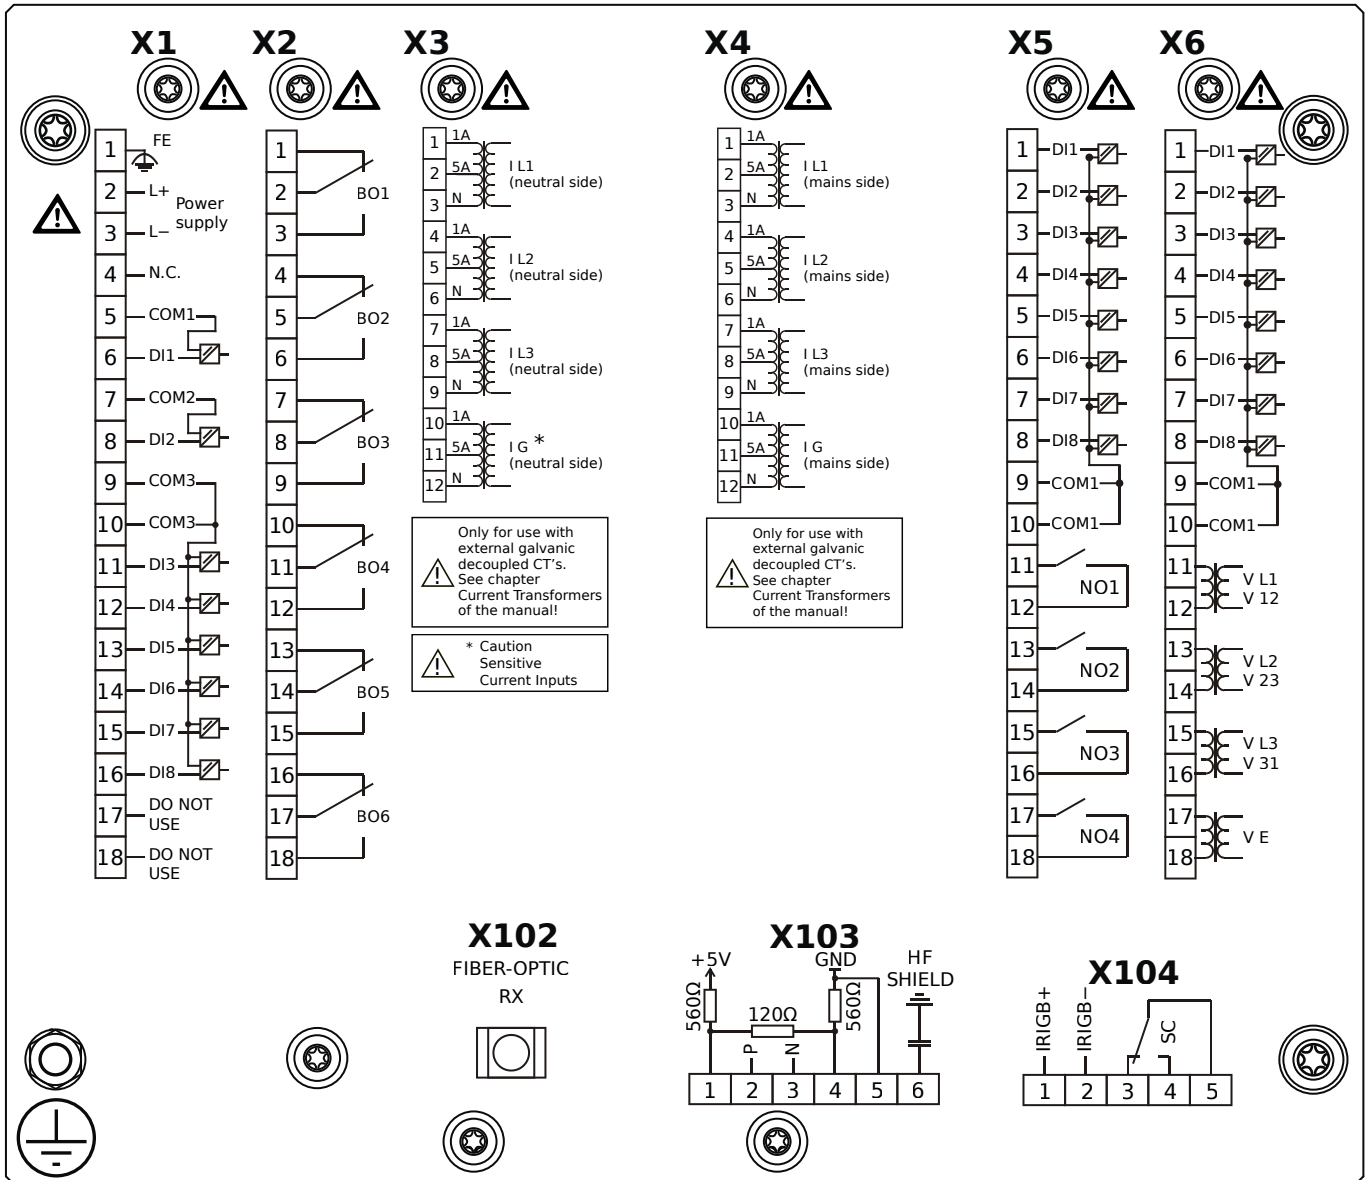 X1
1
FE
2
L+
Power
supply
3
L−
4
N.C.
5
COM1
6
DI1
7
COM2
8
DI2
9
COM3
10
COM3
11
DI3
12
DI4
13
DI5
14
DI6
15
DI7
16
DI8
17
DO NOT
USE
18
DO NOT
USE
X2
1
2
BO1
3
4
5
BO2
6
7
8
BO3
9
10
11
BO4
12
13
14
BO5
15
16
17
BO6
18
X3
1
1A
2
5A
3
N
I L1
(neutral side)
4
1A
5
5A
6
N
I L2
(neutral side)
7
1A
8
5A
9
N
I L3
(neutral side)
10
1A
11
5A
12
N
I G *
(neutral side)
Only for use with
external galvanic
decoupled CT's.
See chapter
Current Transformers
of the manual!
* Caution
Sensitive
Current Inputs
X4
1
1A
2
5A
3
N
I L1
(mains side)
4
1A
5
5A
6
N
I L2
(mains side)
7
1A
8
5A
9
N
I L3
(mains side)
10
1A
11
5A
12
N
I G
(mains side)
Only for use with
external galvanic
decoupled CT's.
See chapter
Current Transformers
of the manual!
X5
1
DI1
2
DI2
3
DI3
4
DI4
5
DI5
6
DI6
7
DI7
8
DI8
9
COM1
10
COM1
11
NO1
12
13
NO2
14
15
NO3
16
17
NO4
18
X6
1
DI1
2
DI2
3
DI3
4
DI4
5
DI5
6
DI6
7
DI7
8
DI8
9
COM1
10
COM1
11
V L1
V 12
12
13
V L2
V 23
14
15
V L3
V 31
16
17
V E
18
X102
FIBER-OPTIC
RX
X103
+5V
GND
HF
SHIELD
560Ω
120Ω
560Ω
P
N
1 2 3 4 5 6
X104
IRIGB+
IRIGB−
SC
1 2 3 4 5